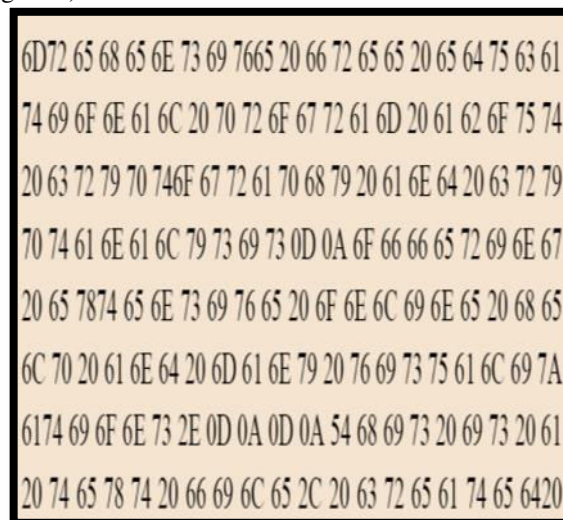 6D72 65 68 65 6E 73 69 7665 20 66 72 65 65 20 65 64 75 63 61
74 69 6F 6E 61 6C 20 70 72 6F 67 72 61 6D 20 61 62 6F 75 74
20 63 72 79 70 746F 67 72 61 70 68 79 20 61 6E 64 20 63 72 79
70 74 61 6E 61 6C 79 73 69 73 0D 0A 6F 66 66 65 72 69 6E 67
20 65 7874 65 6E 73 69 76 65 20 6F 6E 6C 69 6E 65 20 68 65
6C 70 20 61 6E 64 20 6D 61 6E 79 20 76 69 73 75 61 6C 69 7A
6174 69 6F 6E 73 2E 0D 0A 0D 0A 54 68 69 73 20 69 73 20 61
20 74 65 78 74 20 66 69 6C 65 2C 20 63 72 65 61 74 65 6420